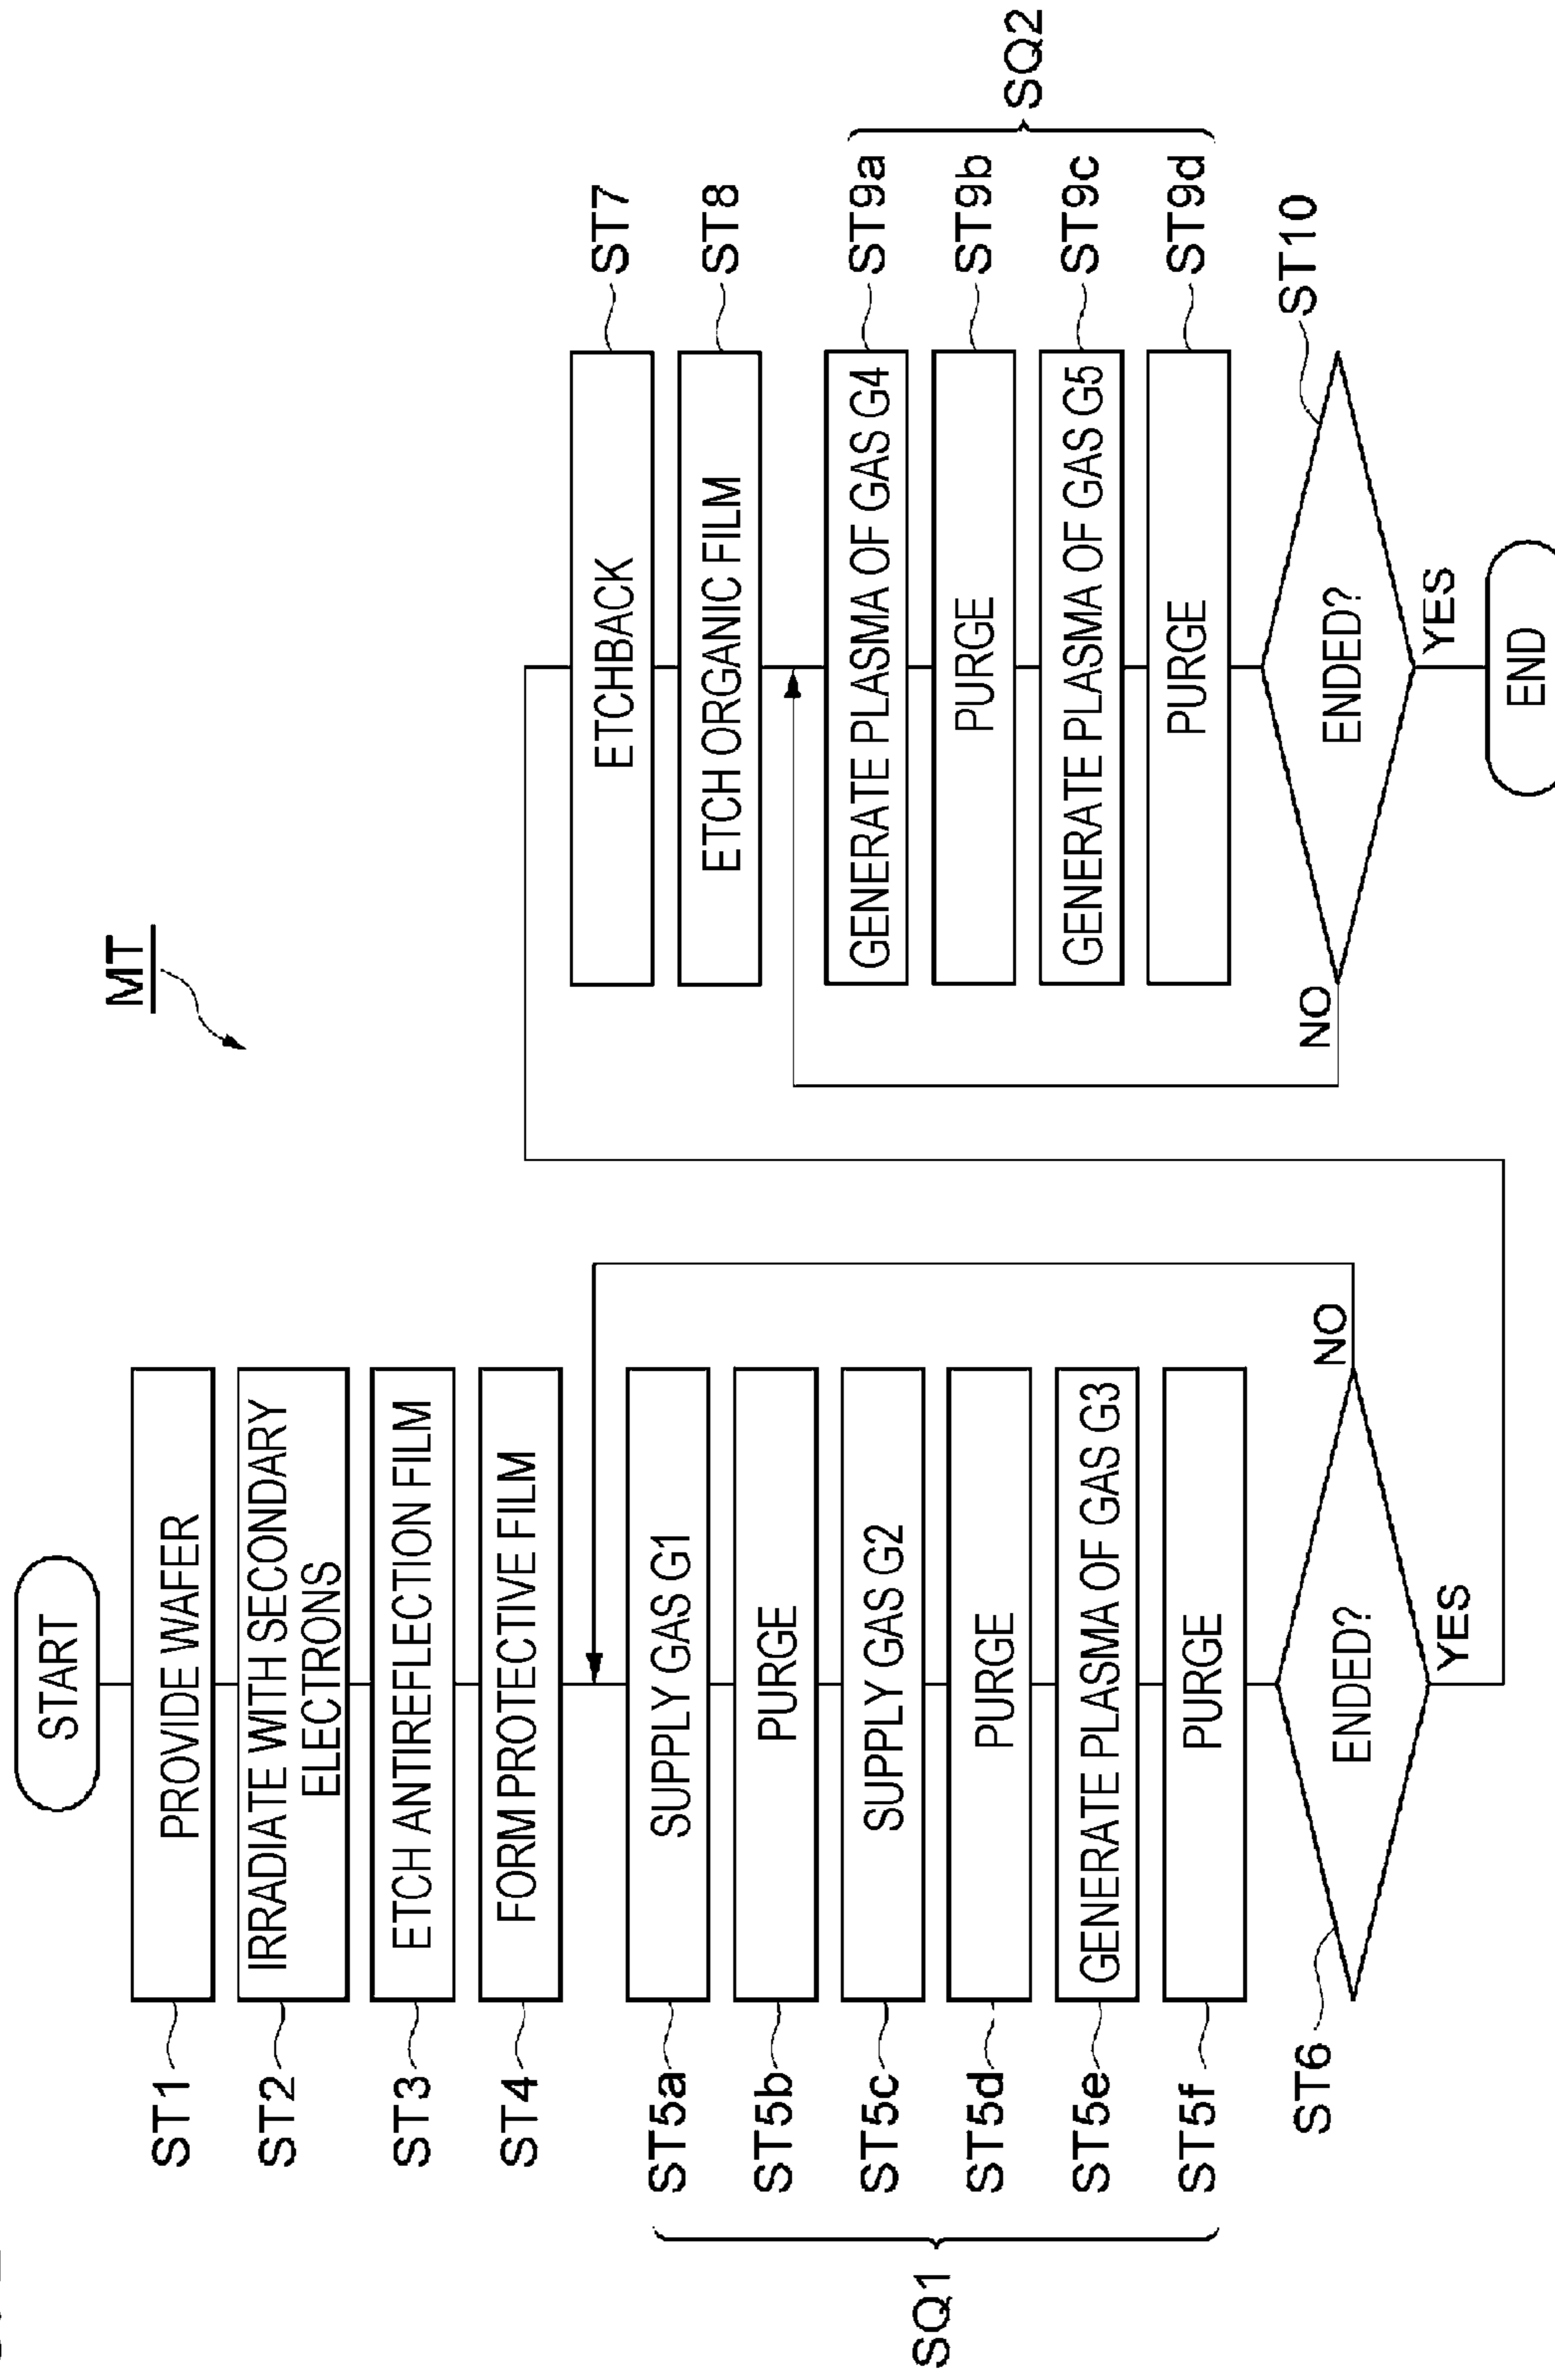 MT
START
ST1
PROVIDE WAFER
ST2
IRRADIATE WITH SECONDARY
ELECTRONS
ST3
ETCH ANTIREFLECTION FILM
ST4
FORM PROTECTIVE FILM
SQ1
ST5a
SUPPLY GAS G1
ST5b
PURGE
ST5c
SUPPLY GAS G2
ST5d
PURGE
ST5e
GENERATE PLASMA OF GAS G3
ST5f
PURGE
ST6
ENDED?
NO
YES
ETCHBACK
ST7
ETCH ORGANIC FILM
ST8
GENERATE PLASMA OF GAS G4
ST9a
PURGE
ST9b
GENERATE PLASMA OF GAS G5
ST9c
PURGE
ST9d
SQ2
ENDED?
ST10
NO
YES
END